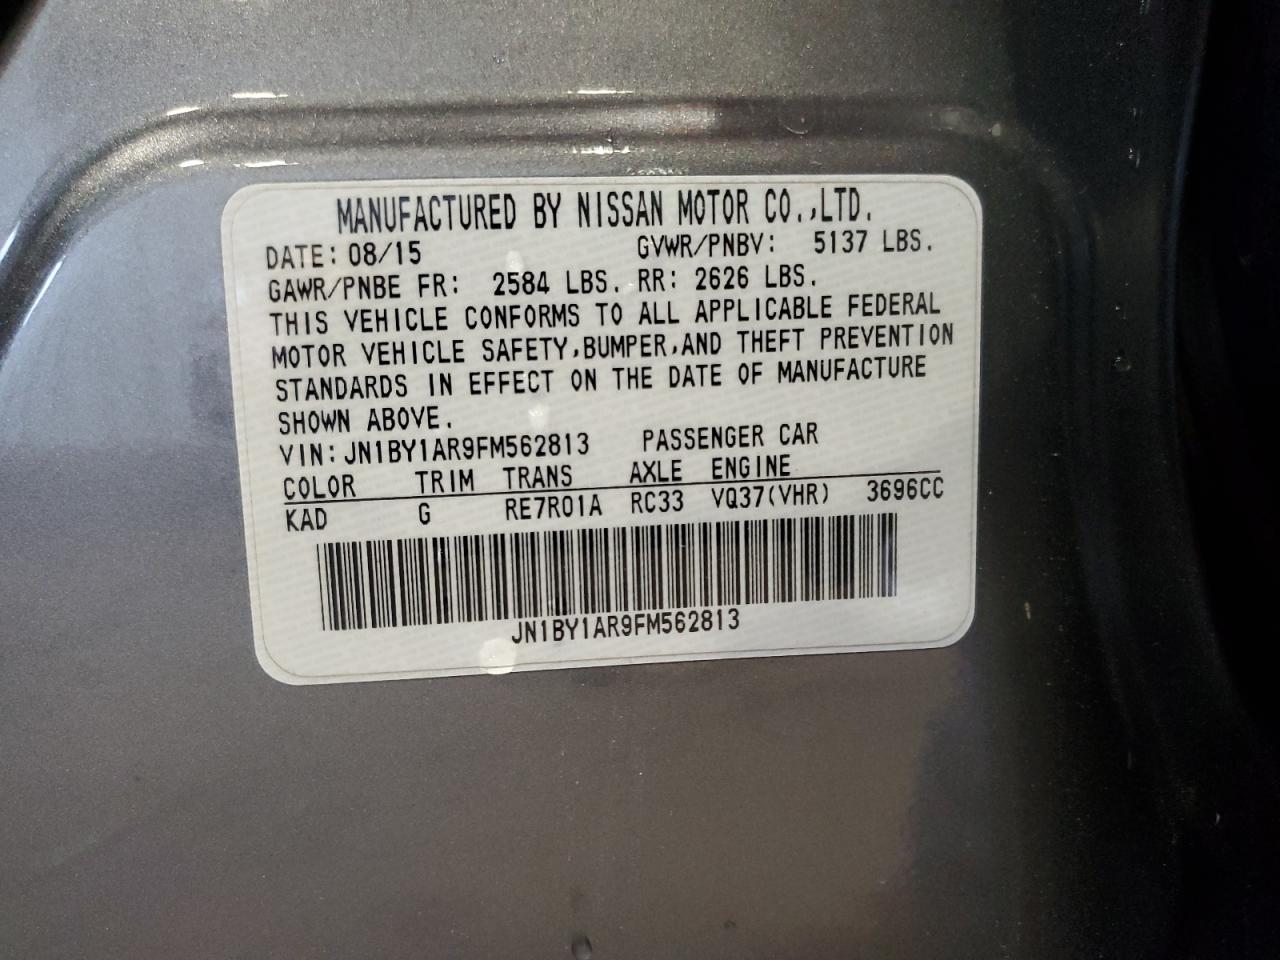 MANUFACTURED BY NISSAN MOTOR CO.,LTD.
DATE: 08/15 GVWR/PNBV: 5137 LBS.
GAWR/PNBE FR: 2584 LBS. RR: 2626 LBS.
THIS VEHICLE CONFORMS TO ALL APPLICABLE FEDERAL
MOTOR VEHICLE SAFETY,BUMPER,AND THEFT PREVENTION
STANDARDS IN EFFECT ON THE DATE OF MANUFACTURE
SHOWN ABOVE.
VIN: JN1BY1AR9FM562813 PASSENGER CAR
COLOR TRIM TRANS AXLE ENGINE
KAD G RE7R01A RC33 VQ37(VHR) 3696CC
JN1BY1AR9FM562813